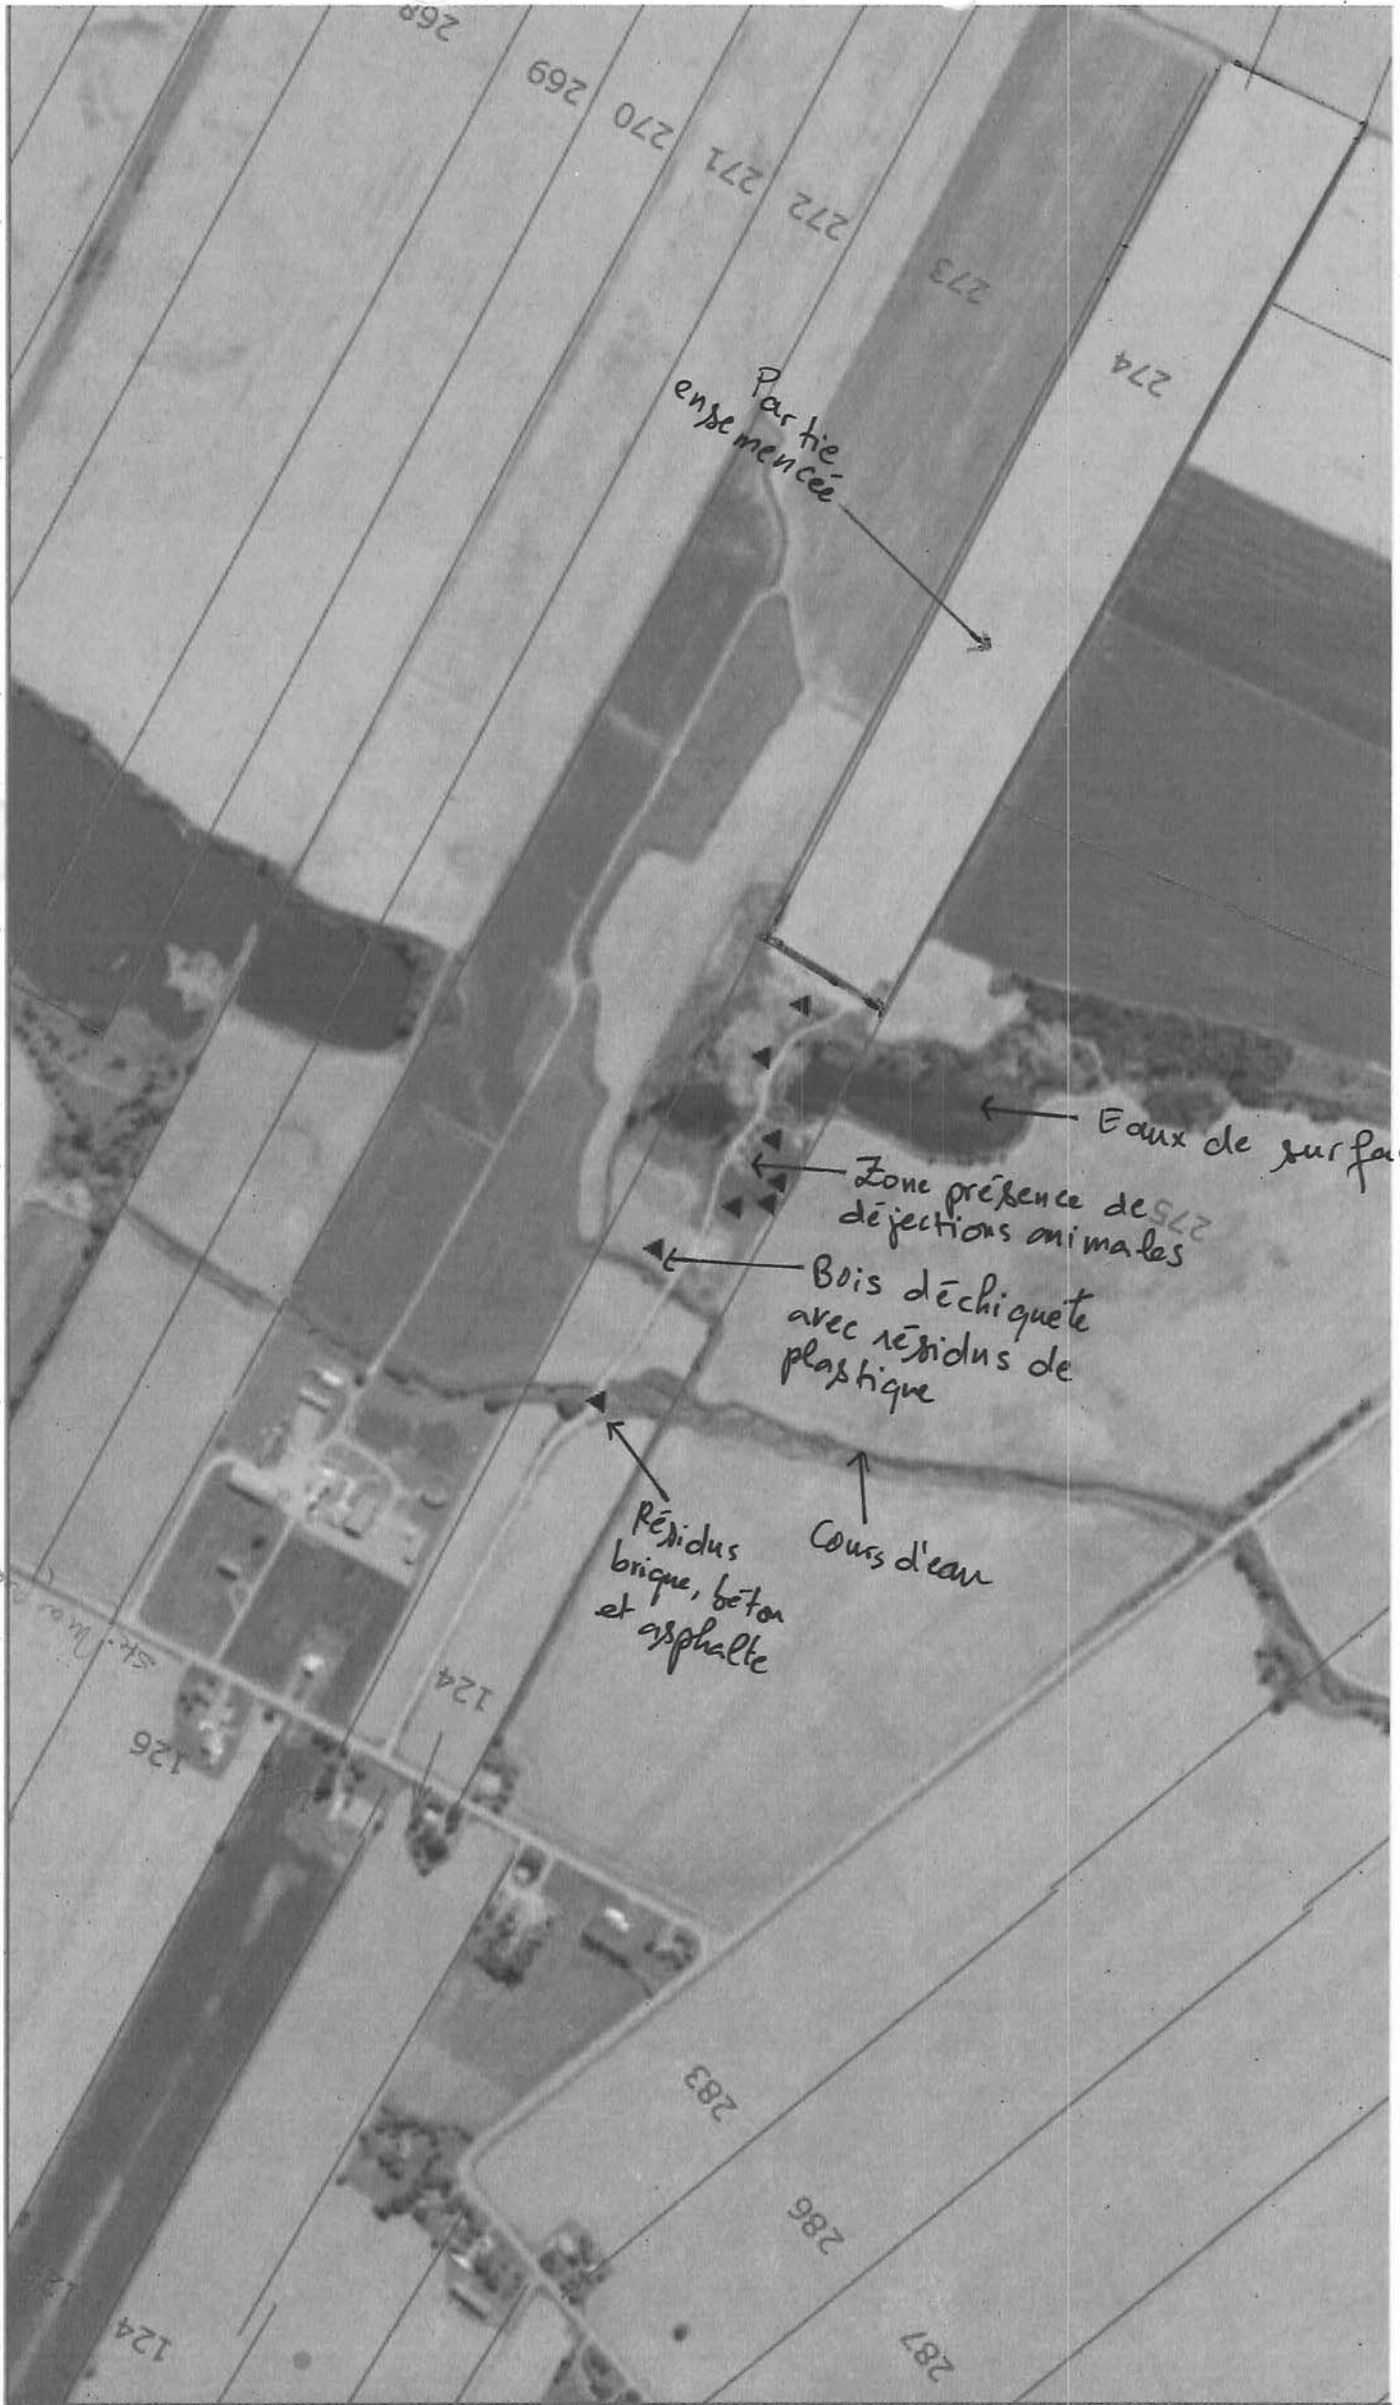 268
269
270
271
272
273
274
Partie
ensemencée
Eaux de surfa
Zone présence de
déjections animales
275
Bois déchiqueté
avec résidus de
plastique
Résidus
brique, béton
et asphalte
Cours d'eau
124
126
283
286
287
124